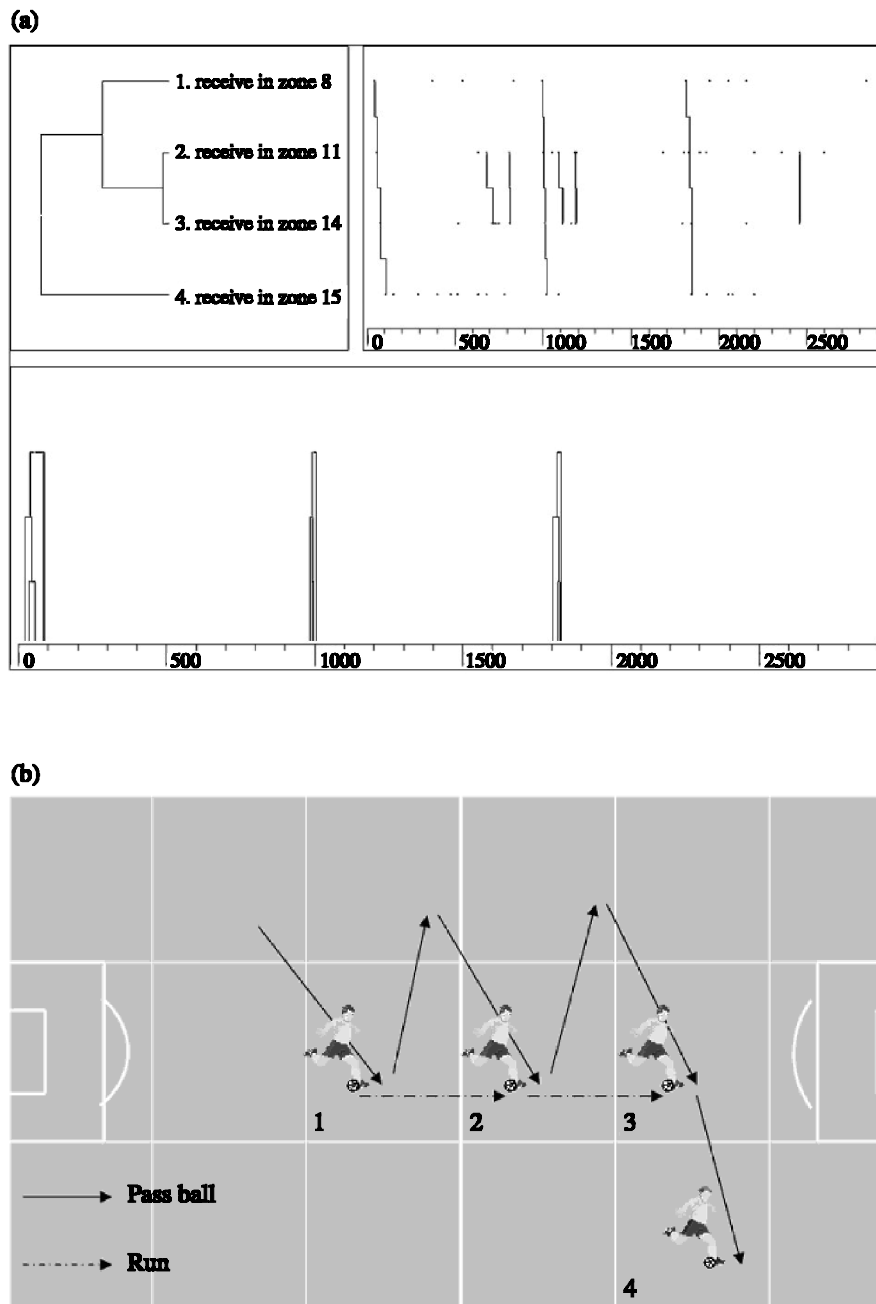 (a)
1. receive in zone 8
2. receive in zone 11
3. receive in zone 14
4. receive in zone 15
0 500 1000 1500 2000 2500
0 500 1000 1500 2000 2500
(b)
1 2 3
Pass ball
Run
4